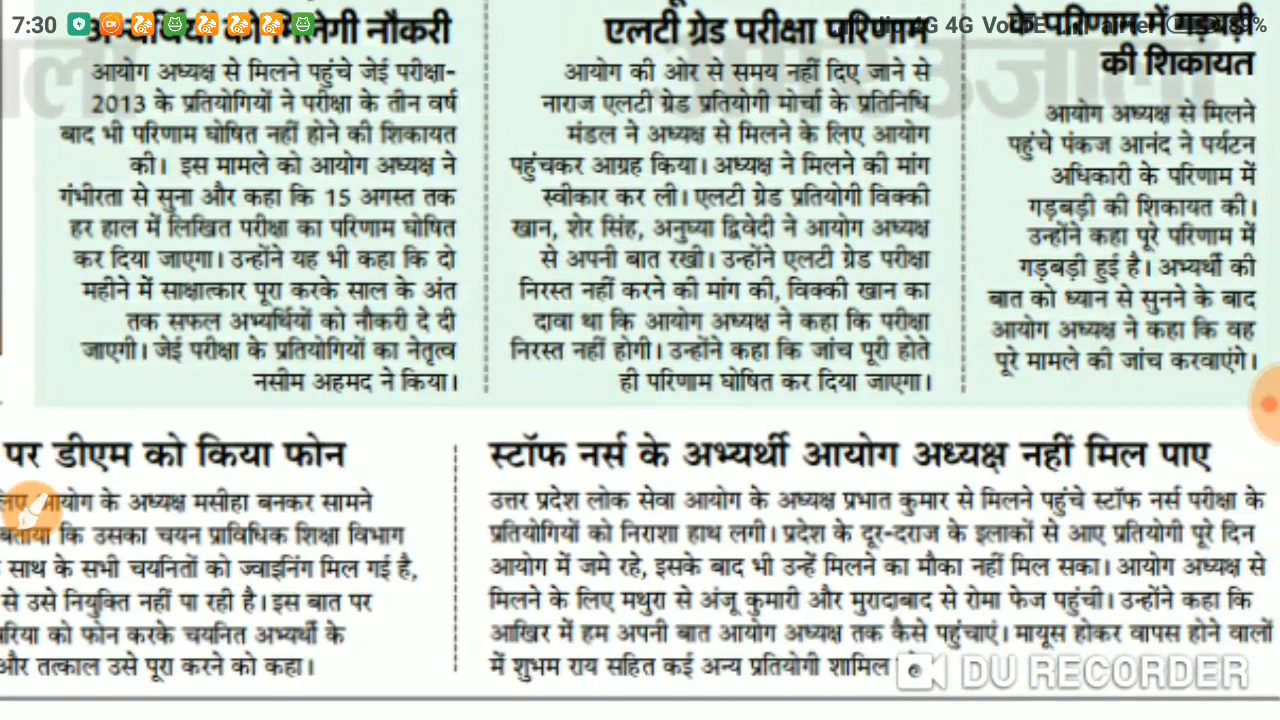 7:30
4G 4G
89%
को मिलेगी नौकरी
आयोग अध्यक्ष से मिलने पहुंचे जेई परीक्षा-
2013 के प्रतियोगियों ने परीक्षा के तीन वर्ष
बाद भी परिणाम घोषित नहीं होने की शिकायत
की। इस मामले को आयोग अध्यक्ष ने
गंभीरता से सुना और कहा कि 15 अगस्त तक
हर हाल में लिखित परीक्षा का परिणाम घोषित
कर दिया जाएगा। उन्होंने यह भी कहा कि दो
महीने में साक्षात्कार पूरा करके साल के अंत
तक सफल अभ्यर्थियों को नौकरी दे दी
जाएगी। जेई परीक्षा के प्रतियोगियों का नेतृत्व
नसीम अहमद ने किया।
एलटी ग्रेड परीक्षा परिणाम
आयोग की ओर से समय नहीं दिए जाने से
नाराज एलटी ग्रेड प्रतियोगी मोर्चा के प्रतिनिधि
मंडल ने अध्यक्ष से मिलने के लिए आयोग
पहुंचकर आग्रह किया। अध्यक्ष ने मिलने की मांग
स्वीकार कर ली। एलटी ग्रेड प्रतियोगी विक्की
खान, शेर सिंह, अनुघ्या द्विवेदी ने आयोग अध्यक्ष
से अपनी बात रखी। उन्होंने एलटी ग्रेड परीक्षा
निरस्त नहीं करने की मांग की, विक्की खान का
दावा था कि आयोग अध्यक्ष ने कहा कि परीक्षा
निरस्त नहीं होगी। उन्होंने कहा कि जांच पूरी होते
ही परिणाम घोषित कर दिया जाएगा।
के परिणाम में गड़बड़ी
की शिकायत
आयोग अध्यक्ष से मिलने
पहुंचे पंकज आनंद ने पर्यटन
अधिकारी के परिणाम में
गड़बड़ी की शिकायत की।
उन्होंने कहा पूरे परिणाम में
गड़बड़ी हुई है। अभ्यर्थी की
बात को ध्यान से सुनने के बाद
आयोग अध्यक्ष ने कहा कि वह
पूरे मामले की जांच करवाएंगे।
पर डीएम को किया फोन
आयोग के अध्यक्ष मसीहा बनकर सामने
बताया कि उसका चयन प्राविधिक शिक्षा विभाग
साथ के सभी चयनितों को ज्वाइनिंग मिल गई है,
से उसे नियुक्ति नहीं पा रही है। इस बात पर
को फोन करके चयनित अभ्यर्थी के
और तत्काल उसे पूरा करने को कहा।
स्टॉफ नर्स के अभ्यर्थी आयोग अध्यक्ष नहीं मिल पाए
उत्तर प्रदेश लोक सेवा आयोग के अध्यक्ष प्रभात कुमार से मिलने पहुंचे स्टॉफ नर्स परीक्षा के
प्रतियोगियों को निराशा हाथ लगी। प्रदेश के दूर-दराज के इलाकों से आए प्रतियोगी पूरे दिन
आयोग में जमे रहे, इसके बाद भी उन्हें मिलने का मौका नहीं मिल सका। आयोग अध्यक्ष से
मिलने के लिए मथुरा से अंजू कुमारी और मुरादाबाद से रोमा फेज पहुंची। उन्होंने कहा कि
आखिर में हम अपनी बात आयोग अध्यक्ष तक कैसे पहुंचाएं। मायूस होकर वापस होने वालों
में शुभम राय सहित कई अन्य प्रतियोगी शामिल
DU RECORDER